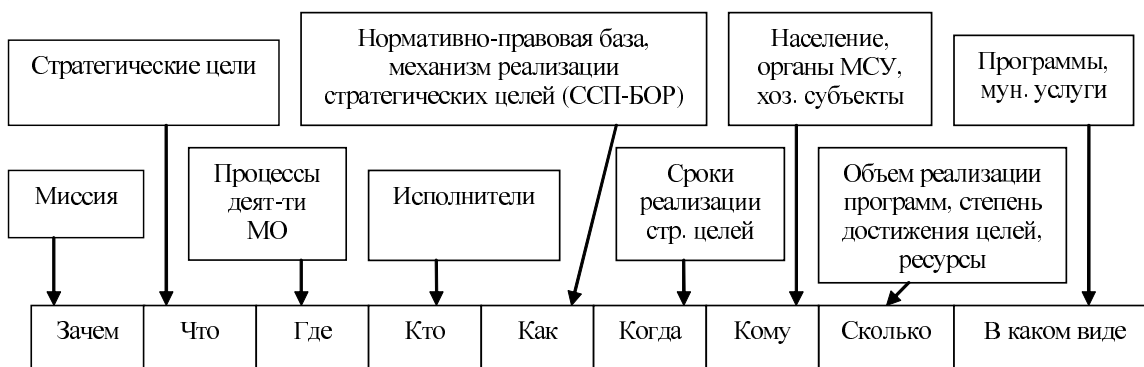 Стратегические цели
Нормативно-правовая база,
механизм реализации
стратегических целей (ССП-БОР)
Население,
органы МСУ,
хоз. субъекты
Программы,
мун. услуги
Миссия
Процессы
деят-ти
МО
Исполнители
Сроки
реализации
стр. целей
Объем реализации
программ, степень
достижения целей,
ресурсы
Зачем
Что
Где
Кто
Как
Когда
Кому
Сколько
В каком виде